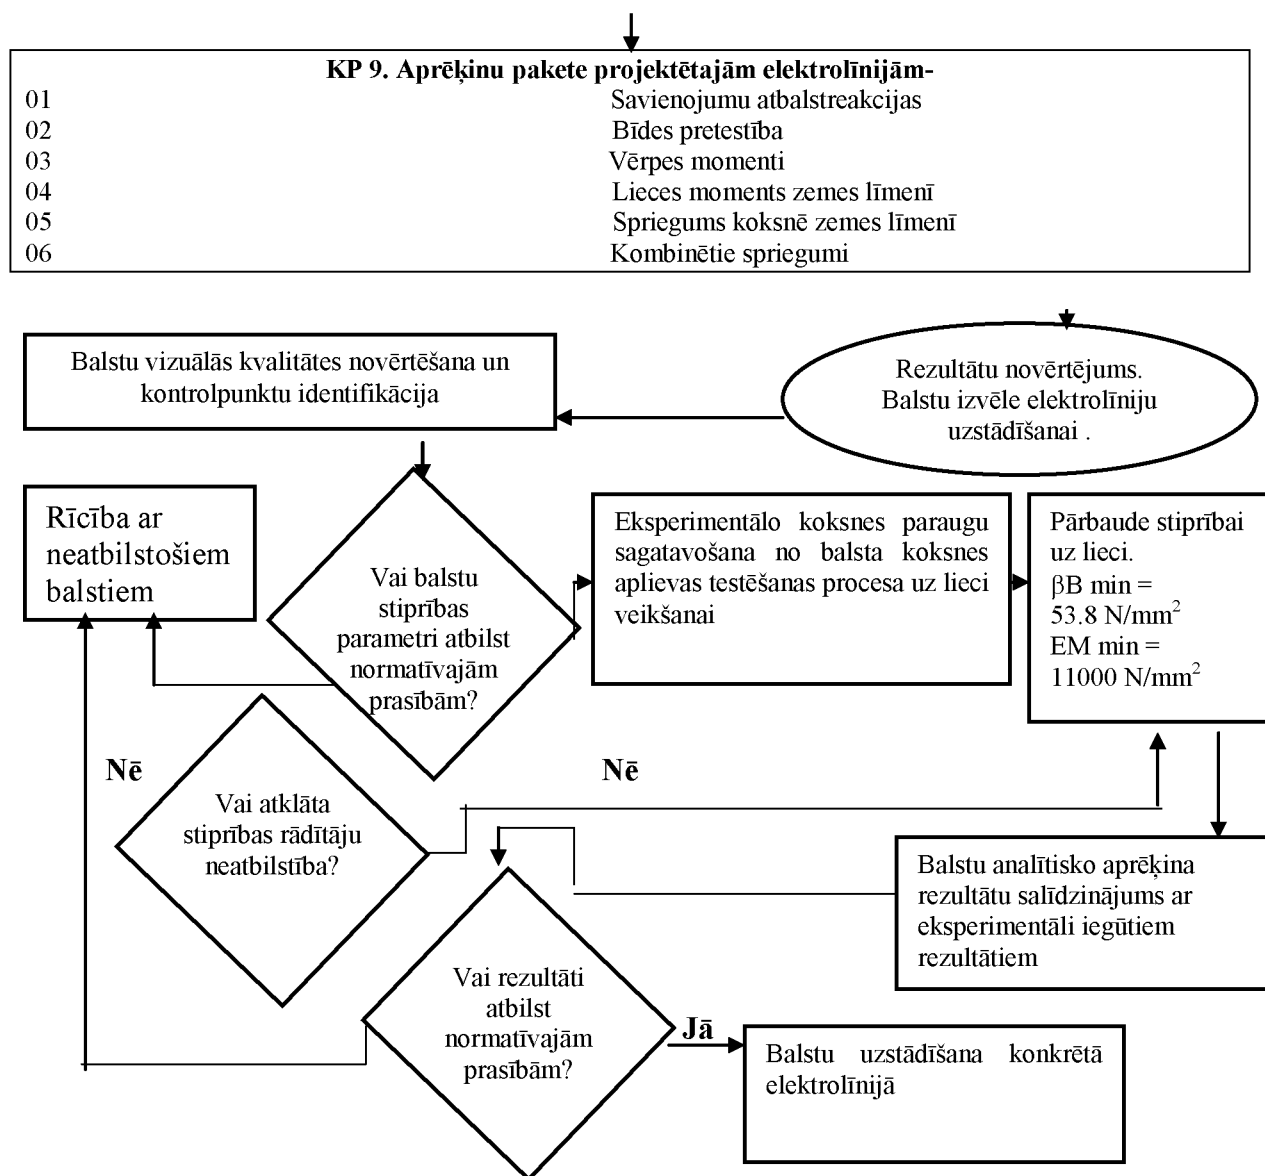 KP 9. Aprēķinu pakete projektētajām elektrolīnijām-
01 Savienojumu atbalstreakcijas
02 Bīdes pretestība
03 Vērpes momenti
04 Lieces moments zemes līmenī
05 Spriegums koksnē zemes līmenī
06 Kombinētie spriegumi
Balstu vizuālās kvalitātes novērtēšana un
kontrolpunktu identifikācija
Rezultātu novērtējums.
Balstu izvēle elektrolīniju
uzstādīšanai .
Rīcība ar
neatbilstošiem
balstiem
Vai balstu
stiprības
parametri atbilst
normatīvajām
prasībām?
Eksperimentālo koksnes paraugu
sagatavošana no balsta koksnes
aplievas testēšanas procesa uz lieci
veikšanai
Pārbaude stiprībai
uz lieci.
βB min =
53.8 N/mm²
EM min =
11000 N/mm²
Nē
Nē
Vai atklāta
stiprības rādītāju
neatbilstība?
Balstu analītisko aprēķina
rezultātu salīdzinājums ar
eksperimentāli iegūtiem
rezultātiem
Vai rezultāti
atbilst
normatīvajām
prasībām?
Jā
Balstu uzstādīšana konkrētā
elektrolīnijā